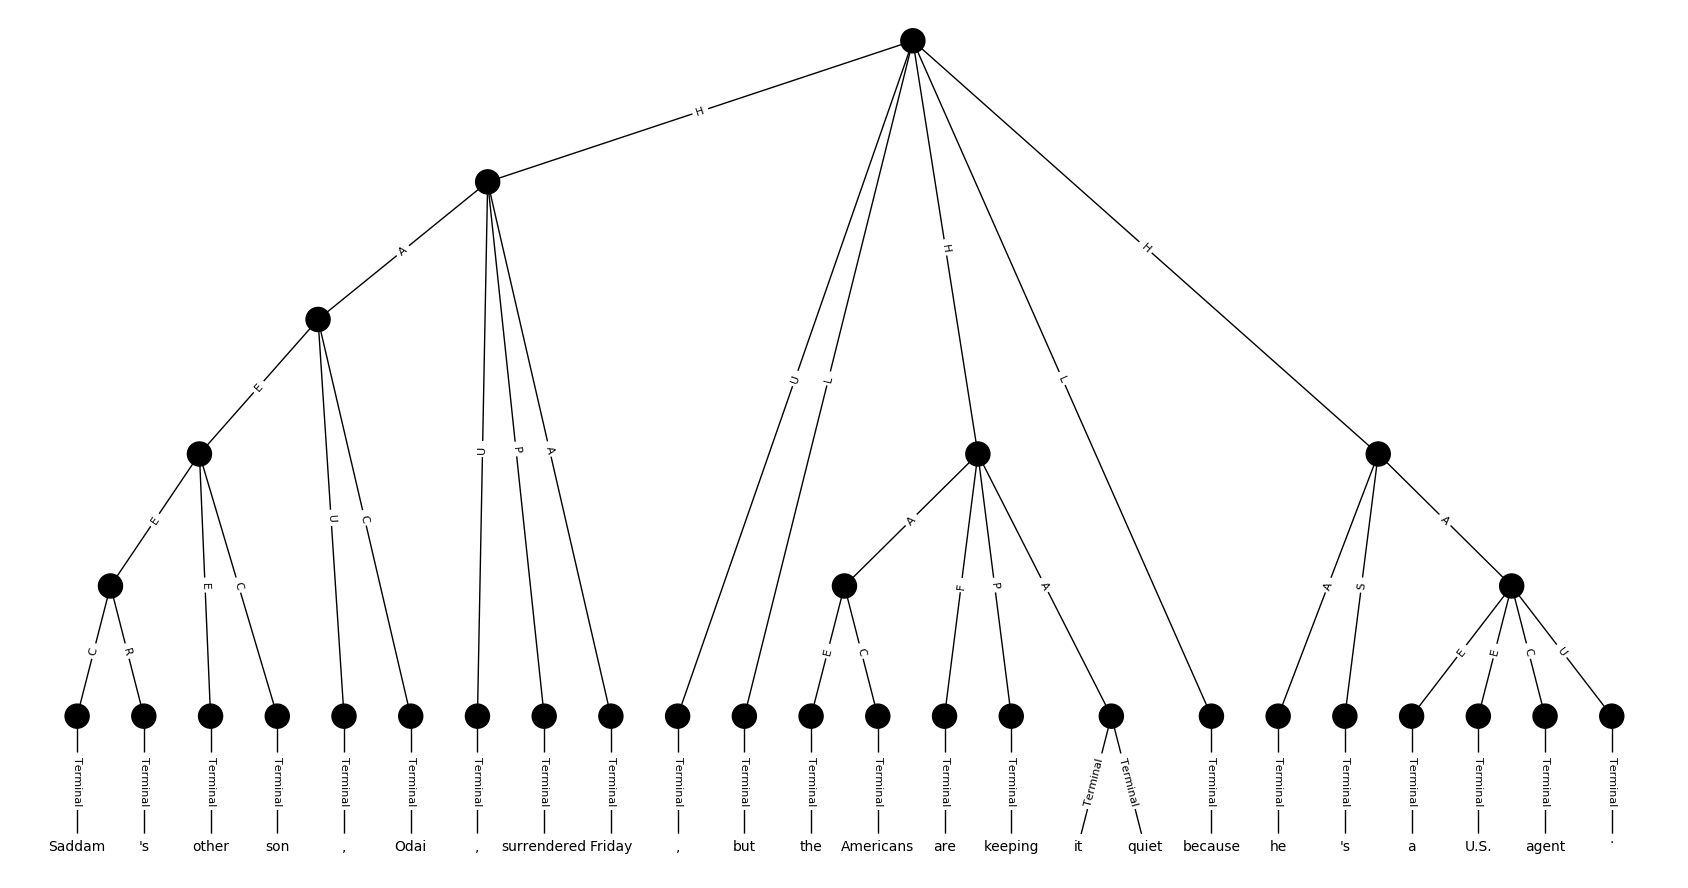 H
A U P A U L H L H
E U C A F P A A S A
E E C E C E E C U
C R
Terminal Terminal Terminal Terminal Terminal Terminal Terminal Terminal Terminal Terminal Terminal Terminal Terminal Terminal Terminal Terminal Terminal Terminal Terminal Terminal Terminal Terminal Terminal Terminal
Saddam 's other son , Odai , surrendered Friday , but the Americans are keeping it quiet because he 's a U.S. agent .